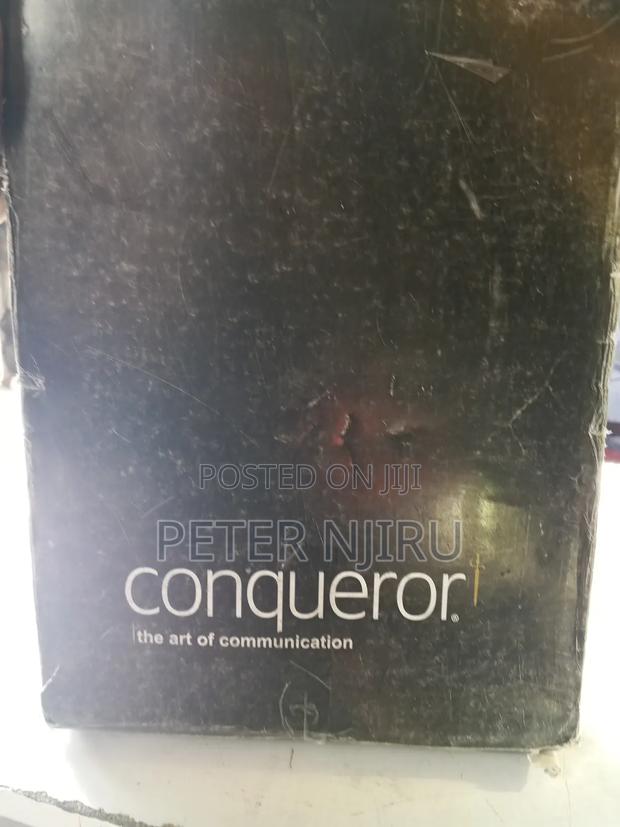 POSTED ON JIJI
PETER NJIRU
conqueror®
the art of communication